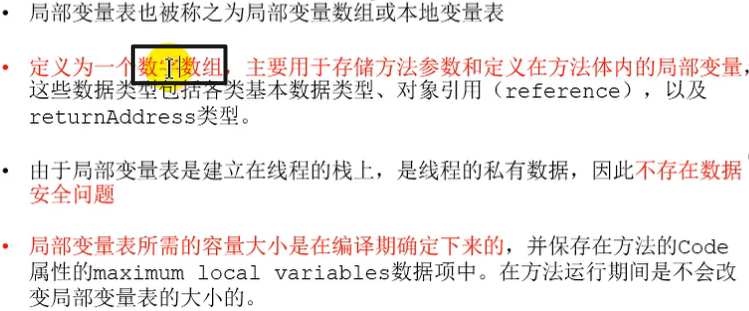 • 局部变量表也被称之为局部变量数组或本地变量表
• 定义为一个数字数组，主要用于存储方法参数和定义在方法体内的局部变量，
这些数据类型包括各类基本数据类型、对象引用（reference），以及
returnAddress类型。
• 由于局部变量表是建立在线程的栈上，是线程的私有数据，因此不存在数据
安全问题
• 局部变量表所需的容量大小是在编译期确定下来的，并保存在方法的Code
属性的maximum local variables数据项中。在方法运行期间是不会改
变局部变量表的大小的。